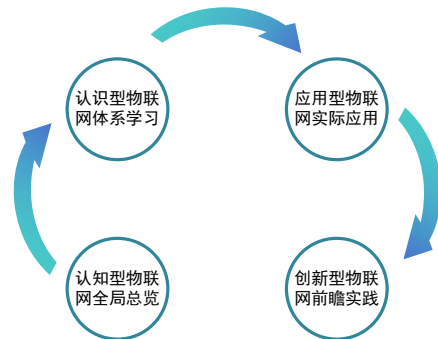 认识型物联
网体系学习
应用型物联
网实际应用
认知型物联
网全局总览
创新型物联
网前瞻实践